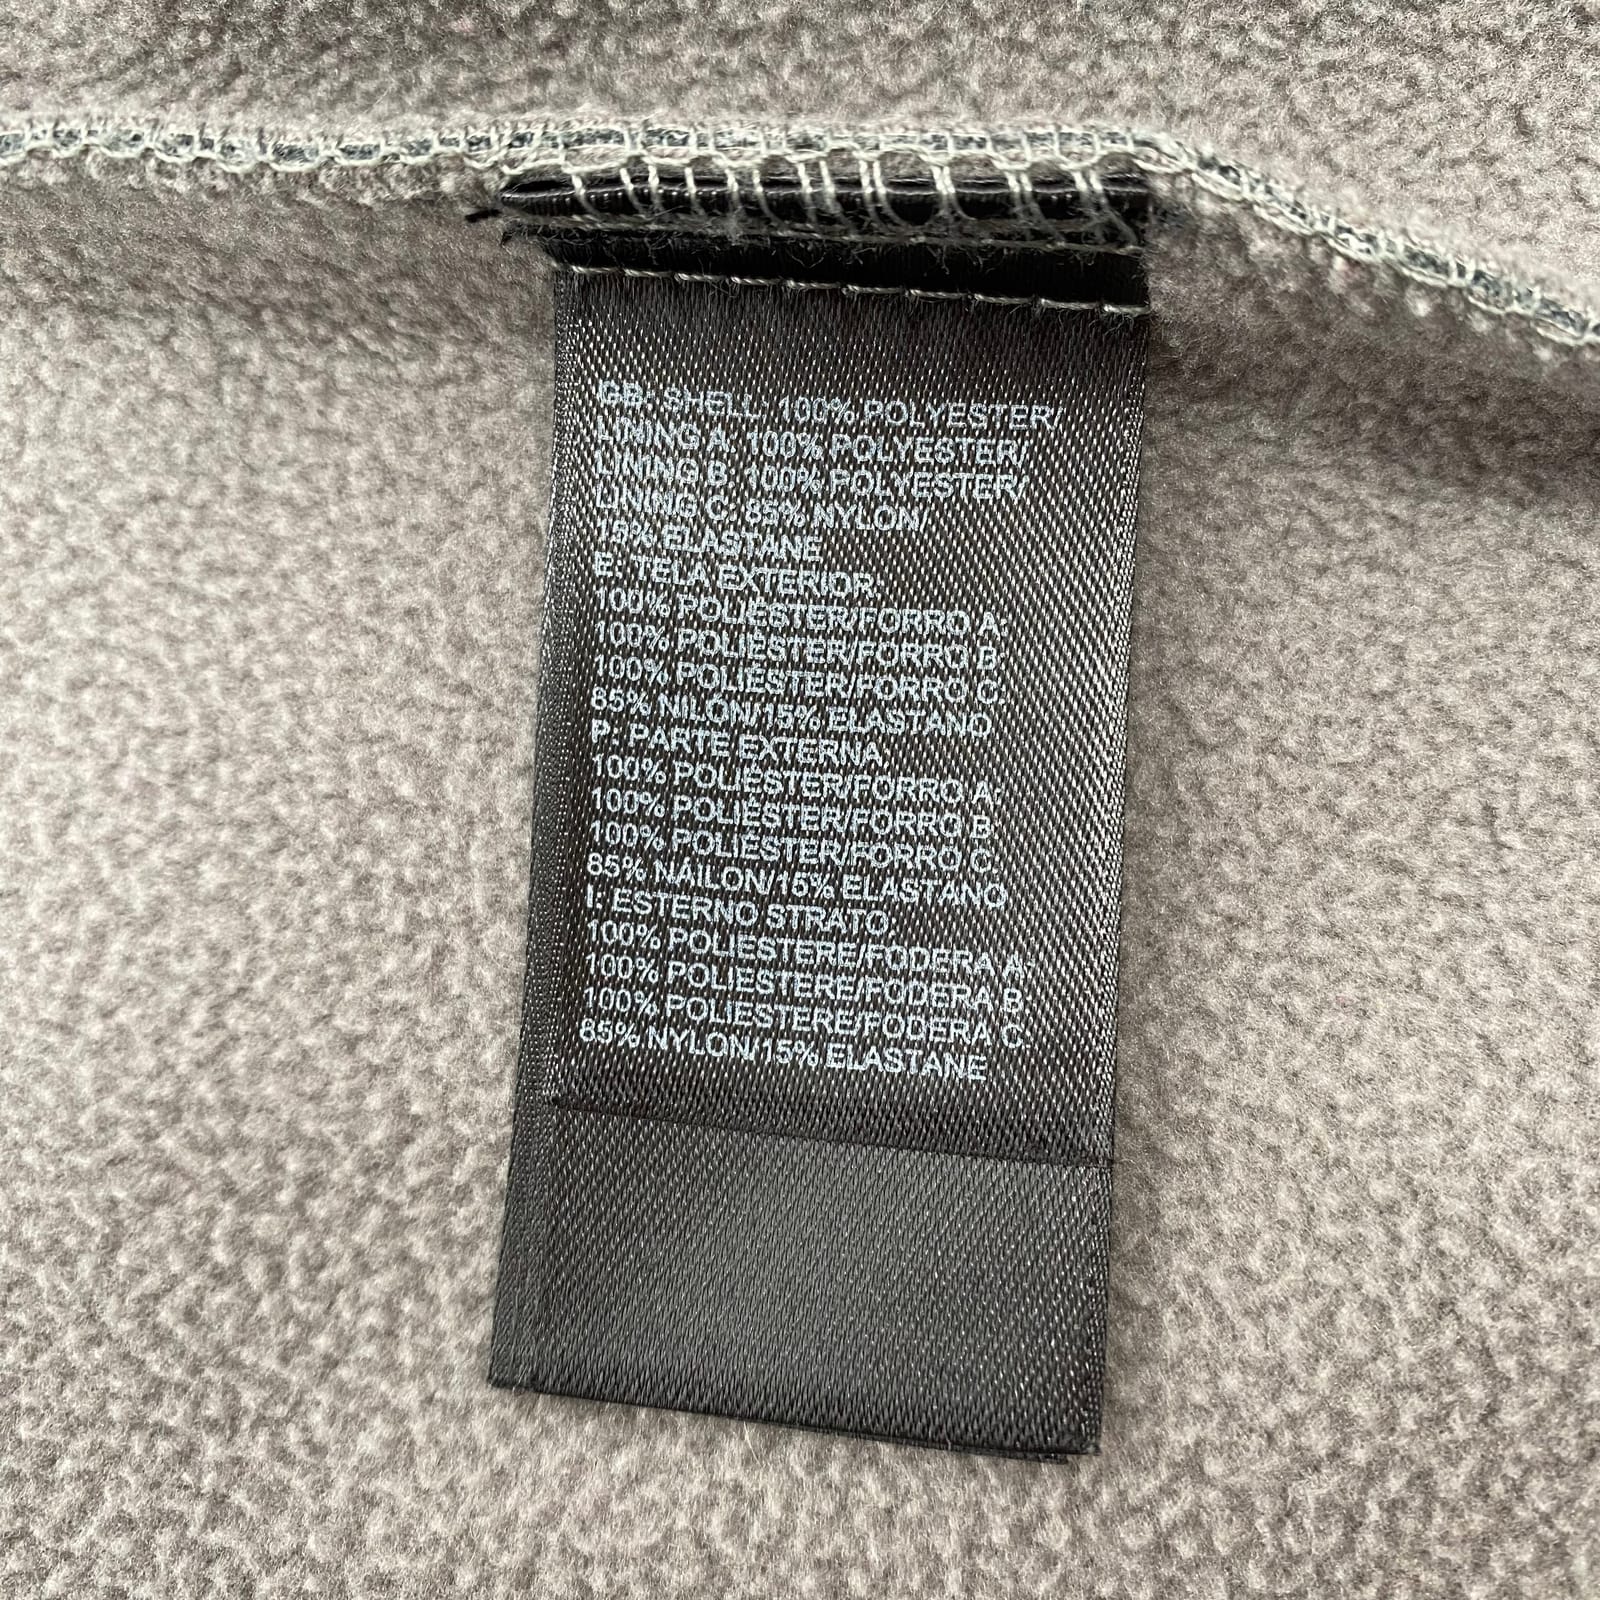 GB: SHELL: 100% POLYESTER/
LINING A: 100% POLYESTER/
LINING B: 100% POLYESTER/
LINING C: 85% NYLON/
15% ELASTANE
E: TELA EXTERIOR:
100% POLIÉSTER/FORRO A:
100% POLIÉSTER/FORRO B:
100% POLIÉSTER/FORRO C:
85% NILÓN/15% ELASTANO
P: PARTE EXTERNA
100% POLIÉSTER/FORRO A:
100% POLIÉSTER/FORRO B:
100% POLIÉSTER/FORRO C:
85% NÁILON/15% ELASTANO
I: ESTERNO STRATO
100% POLIESTERE/FODERA A:
100% POLIESTERE/FODERA B:
100% POLIESTERE/FODERA C:
85% NYLON/15% ELASTANE